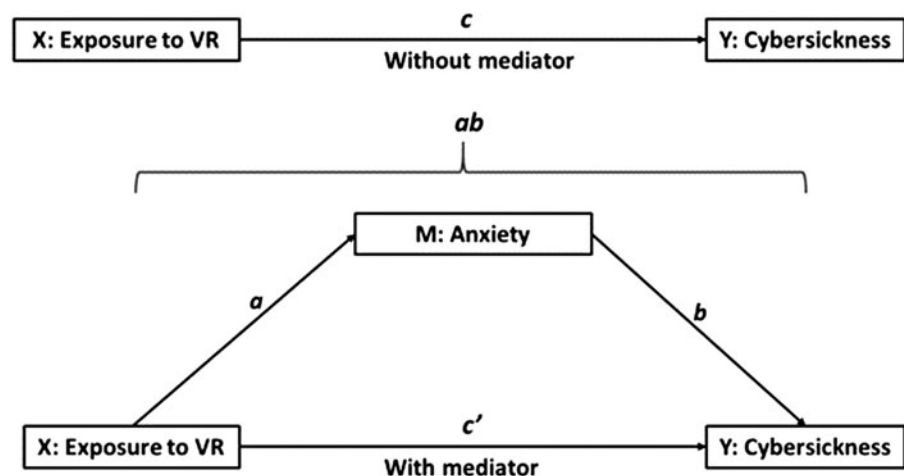 c
X: Exposure to VR
Y: Cybersickness
Without mediator
ab
M: Anxiety
a
b
c’
X: Exposure to VR
Y: Cybersickness
With mediator